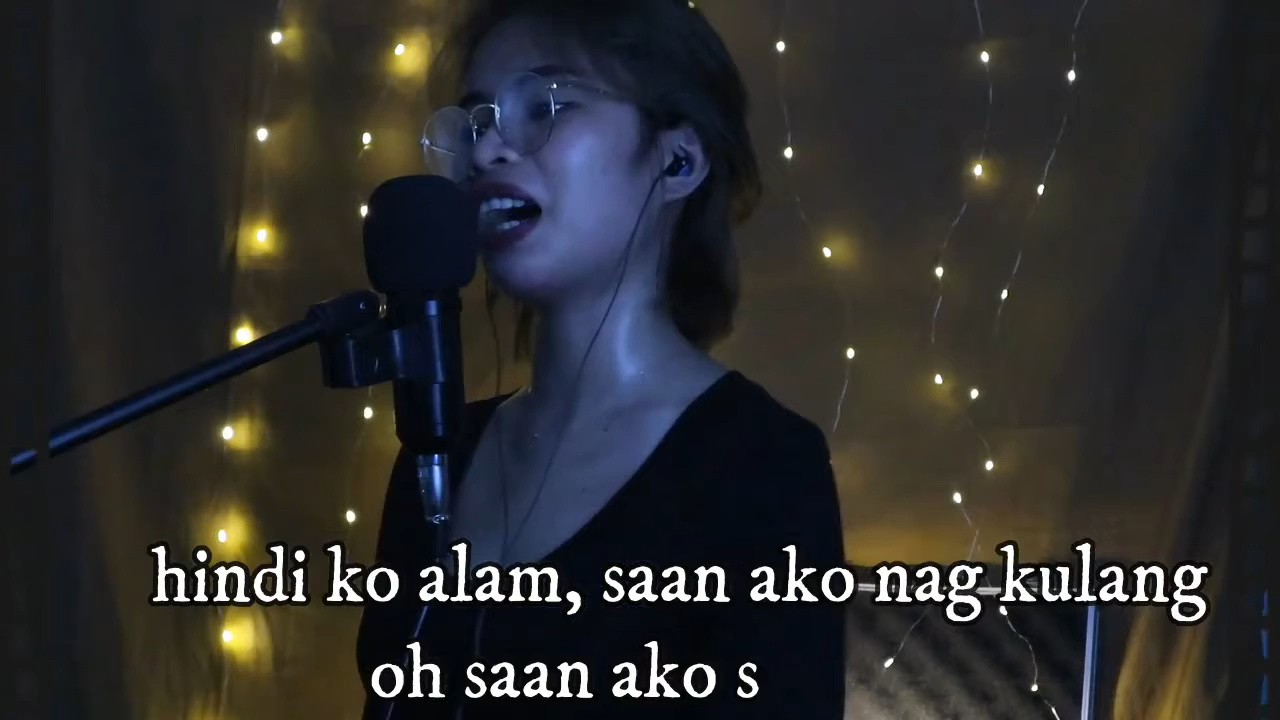 hindi ko alam, saan ako nag kulang
oh saan ako s